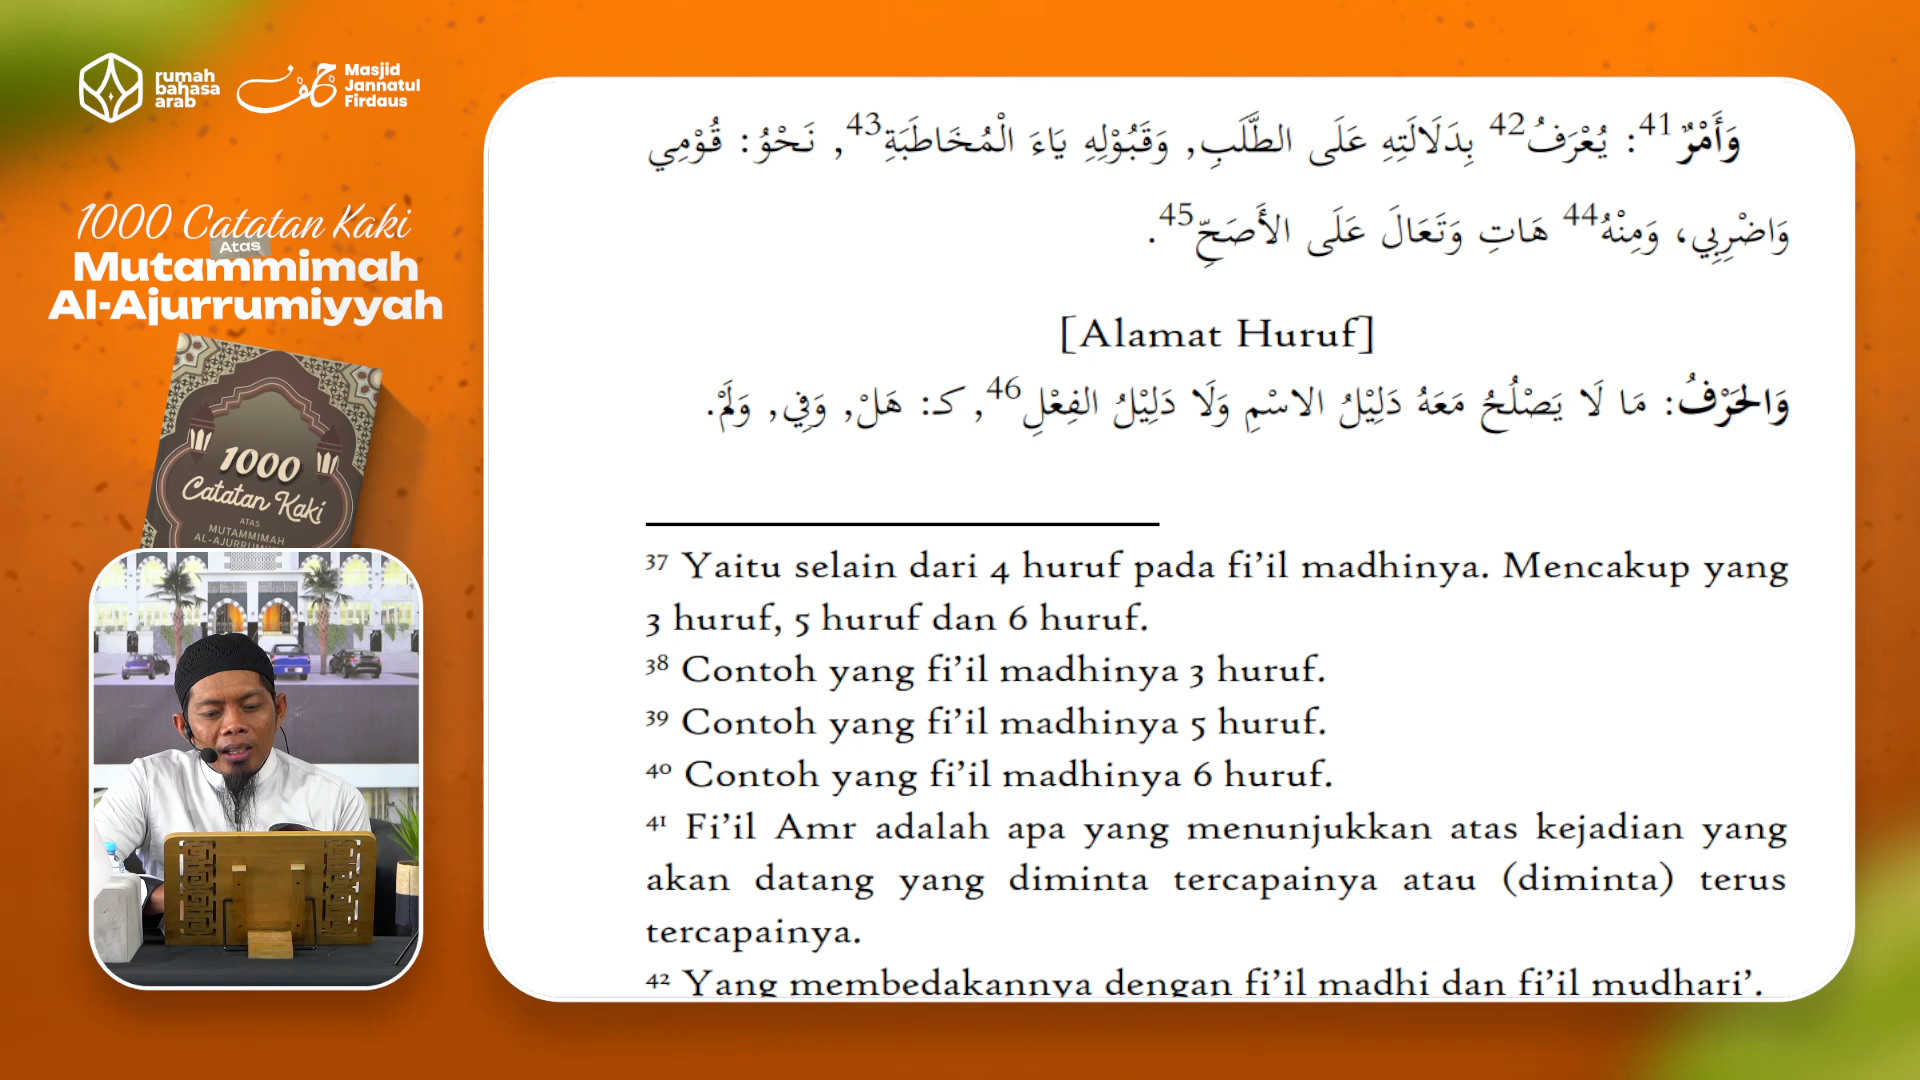 rumah
bahasa
arab
Masjid
Jannatul
Firdaus
1000 Catatan Kaki
Atas
Mutammimah
Al-Ajurrumiyyah
1000
Catatan Kaki
ATAS
MUTAMMIMAH
AL-AJURRUMI
وَأَمْرٌ41: يُعْرَفُ42 بِدَلَالَتِهِ عَلَى الطَّلَبِ, وَقَبُوْلِهِ يَاءَ الْمُخَاطَبَةِ43, نَحْوُ: قُوْمِي
وَاضْرِبِي، وَمِنْهُ44 هَاتِ وَتَعَالَ عَلَى الأَصَحِّ45.
[Alamat Huruf]
وَالحَرْفُ: مَا لَا يَصْلُحُ مَعَهُ دَلِيْلُ الاسْمِ وَلَا دَلِيْلُ الفِعْلِ46, كـ: هَلْ, وَفِي, وَلَمْ.
37 Yaitu selain dari 4 huruf pada fi’il madhinya. Mencakup yang
3 huruf, 5 huruf dan 6 huruf.
38 Contoh yang fi’il madhinya 3 huruf.
39 Contoh yang fi’il madhinya 5 huruf.
40 Contoh yang fi’il madhinya 6 huruf.
41 Fi’il Amr adalah apa yang menunjukkan atas kejadian yang
akan datang yang diminta tercapainya atau (diminta) terus
tercapainya.
42 Yang membedakannya dengan fi’il madhi dan fi’il mudhari’.